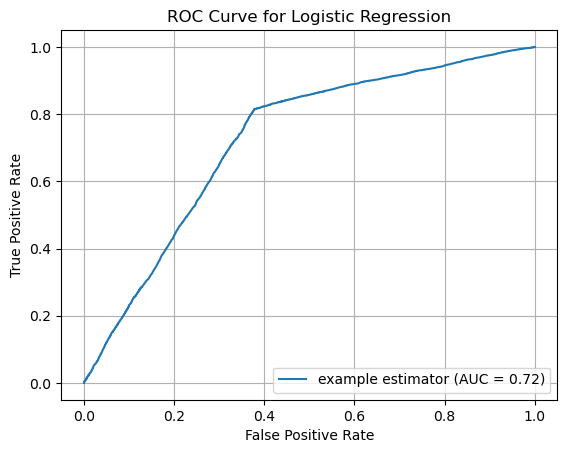 ROC Curve for Logistic Regression
1.0
0.8
0.6
0.4
0.2
0.0
True Positive Rate
example estimator (AUC = 0.72)
0.0 0.2 0.4 0.6 0.8 1.0
False Positive Rate